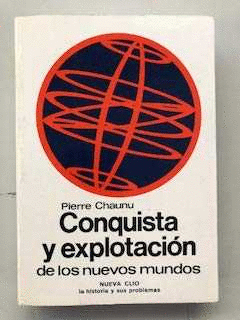 Pierre Chaunu
Conquista
y explotación
de los nuevos mundos
NUEVA CLIO
la historia y sus problemas